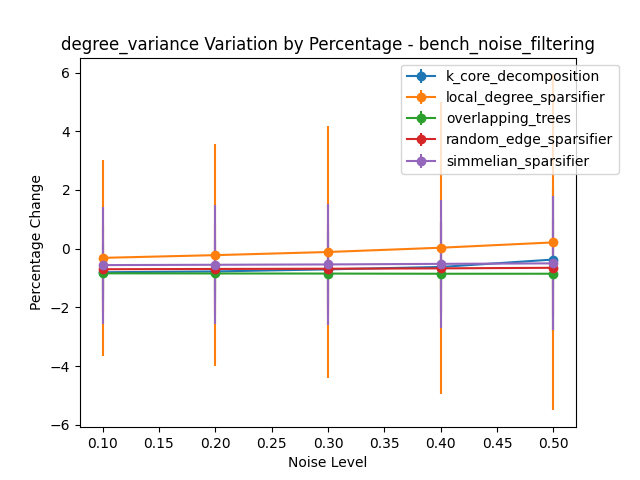 degree_variance Variation by Percentage - bench_noise_filtering
6
4
2
0
−2
−4
−6
Percentage Change
k_core_decomposition
local_degree_sparsifier
overlapping_trees
random_edge_sparsifier
simmelian_sparsifier
0.10 0.15 0.20 0.25 0.30 0.35 0.40 0.45 0.50
Noise Level